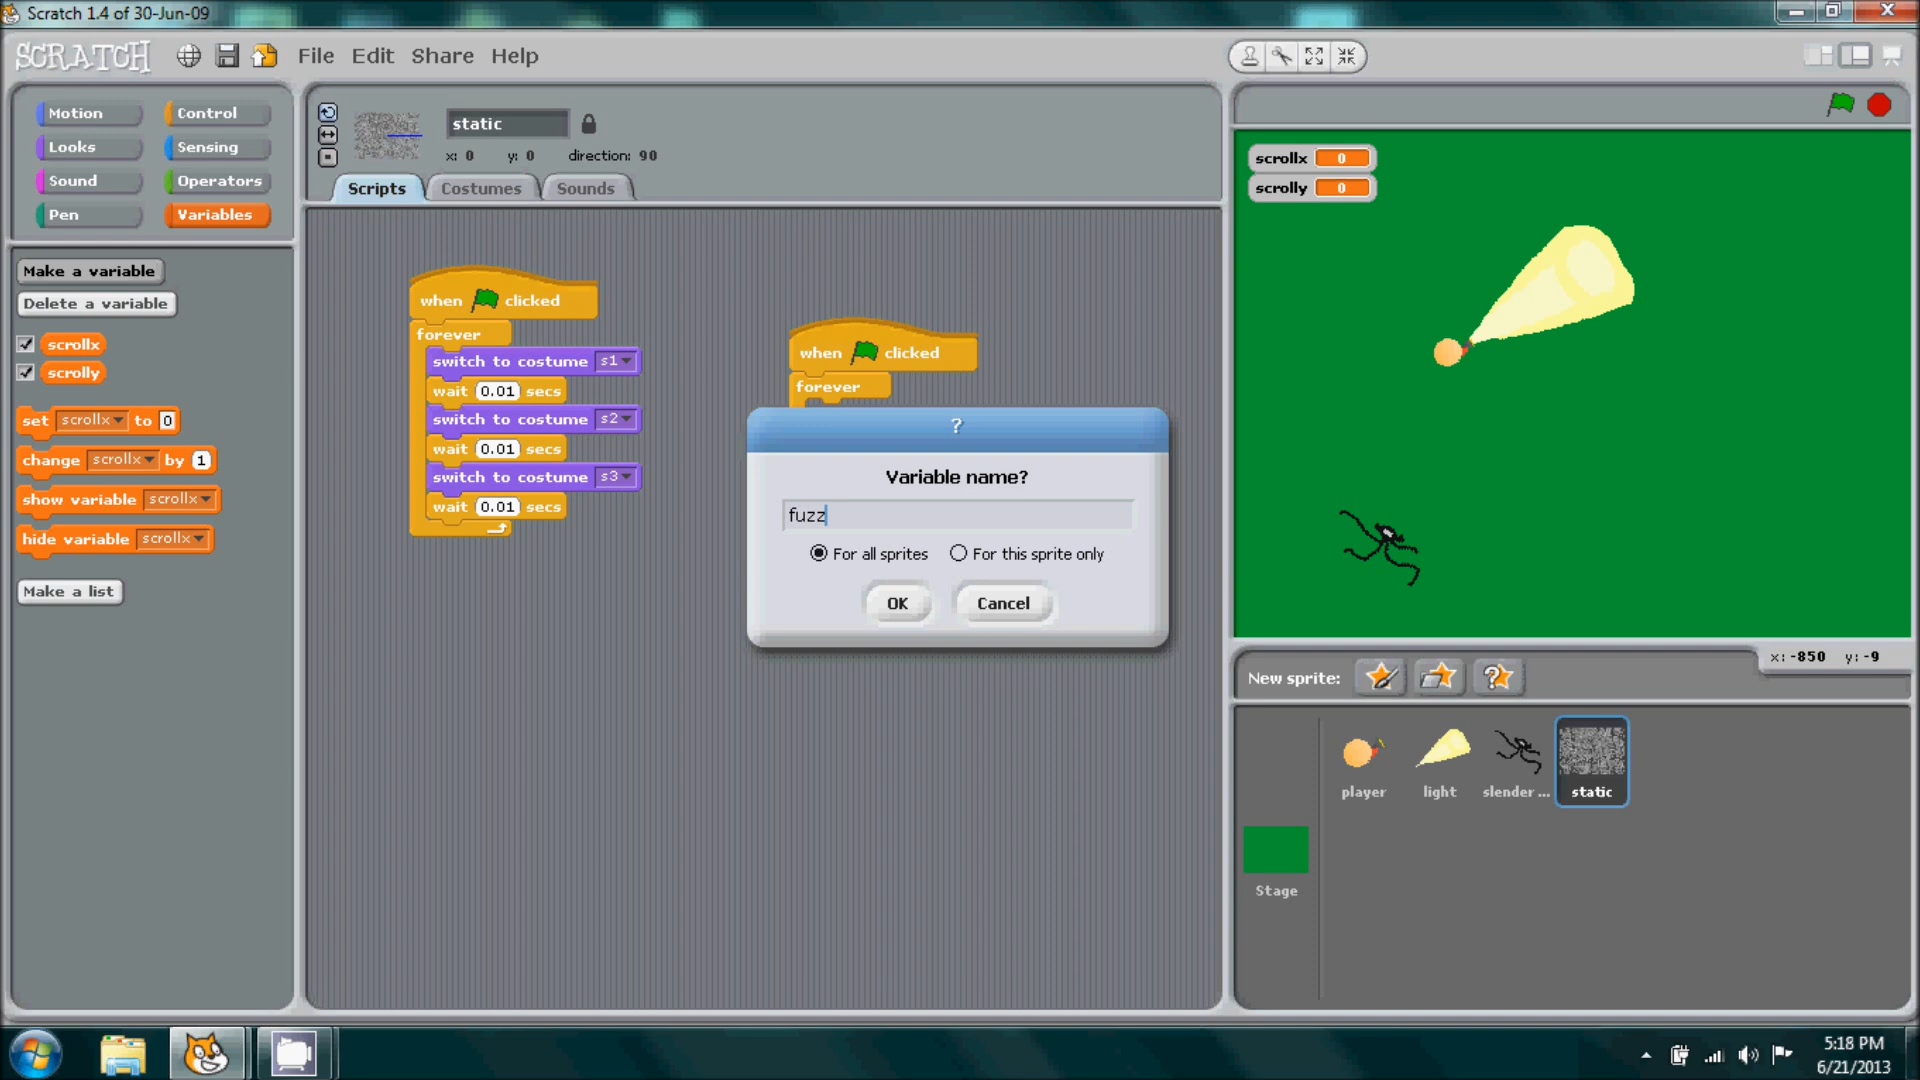 Scratch 1.4 of 30-Jun-09
SCRATCH File Edit Share Help
Motion Control
Looks Sensing
Sound Operators
Pen Variables
Make a variable
Delete a variable
scrollx
scrolly
set scrollx to 0
change scrollx by 1
show variable scrollx
hide variable scrollx
Make a list
static
x: 0 y: 0 direction: 90
Scripts Costumes Sounds
when clicked
forever
switch to costume s1
wait 0.01 secs
switch to costume s2
wait 0.01 secs
switch to costume s3
wait 0.01 secs
when clicked
forever
?
Variable name?
fuzz
For all sprites For this sprite only
OK Cancel
scrollx 0
scrolly 0
x: -850 y: -9
New sprite:
player light slender ... static
Stage
5:18 PM
6/21/2013